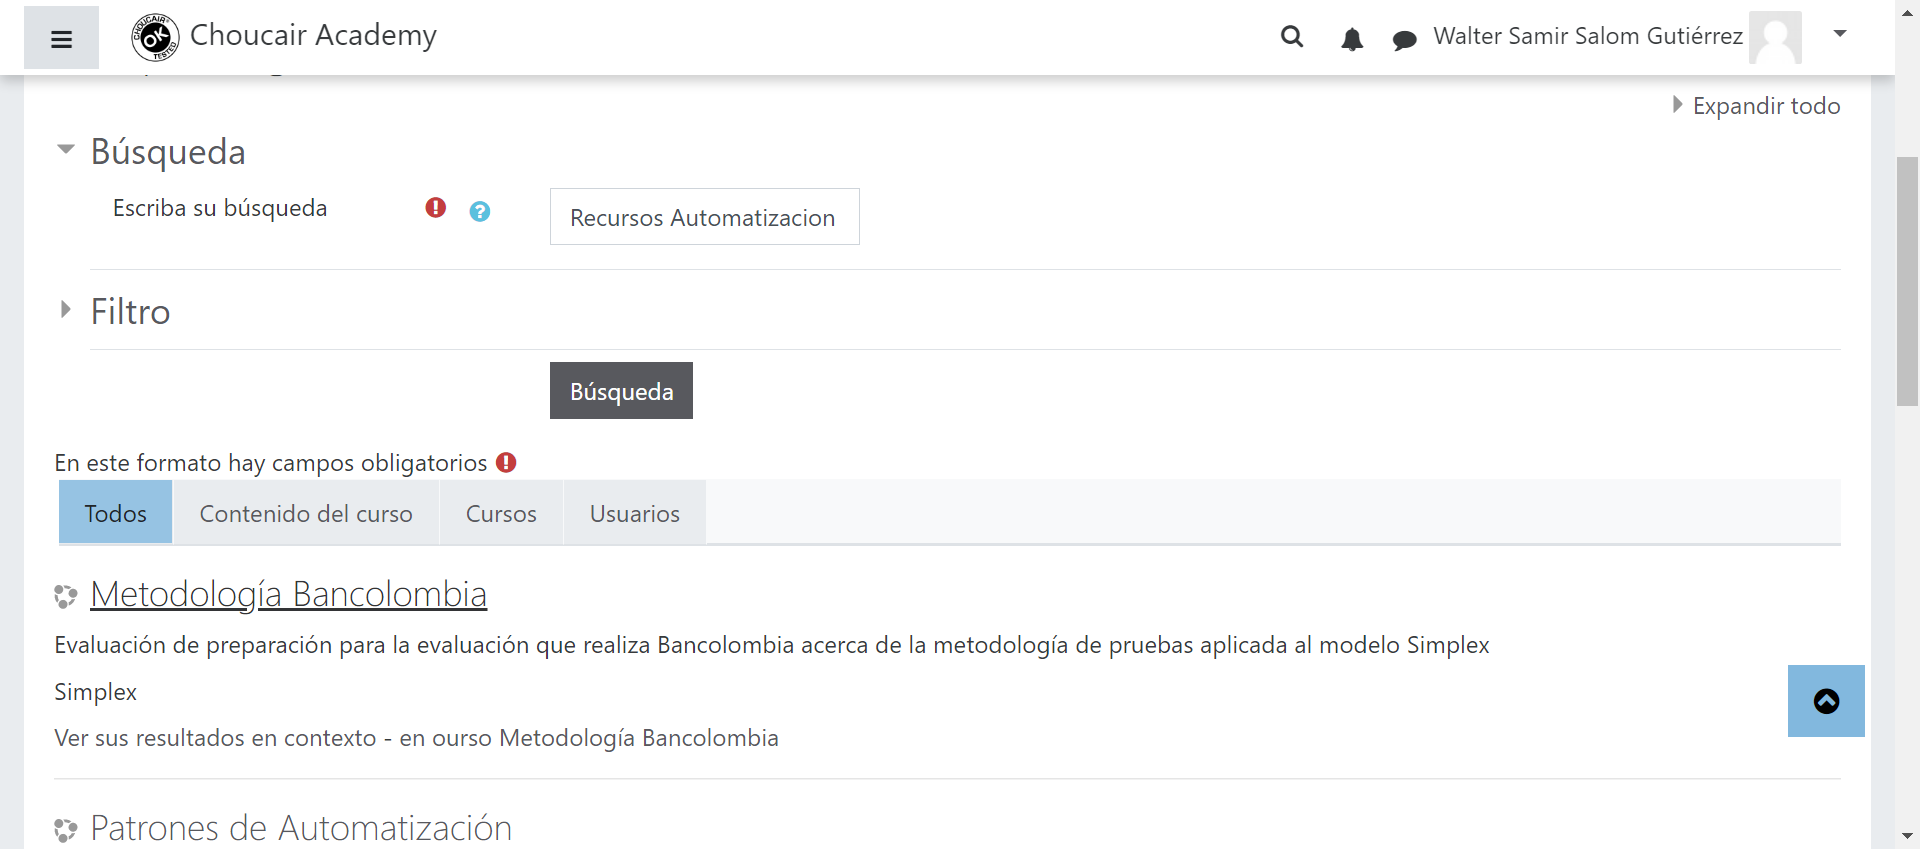 Choucair Academy
Walter Samir Salom Gutiérrez
Expandir todo
Búsqueda
Escriba su búsqueda
Recursos Automatizacion
Filtro
Búsqueda
En este formato hay campos obligatorios
Todos Contenido del curso Cursos Usuarios
Metodología Bancolombia
Evaluación de preparación para la evaluación que realiza Bancolombia acerca de la metodología de pruebas aplicada al modelo Simplex
Simplex
Ver sus resultados en contexto - en ourso Metodología Bancolombia
Patrones de Automatización